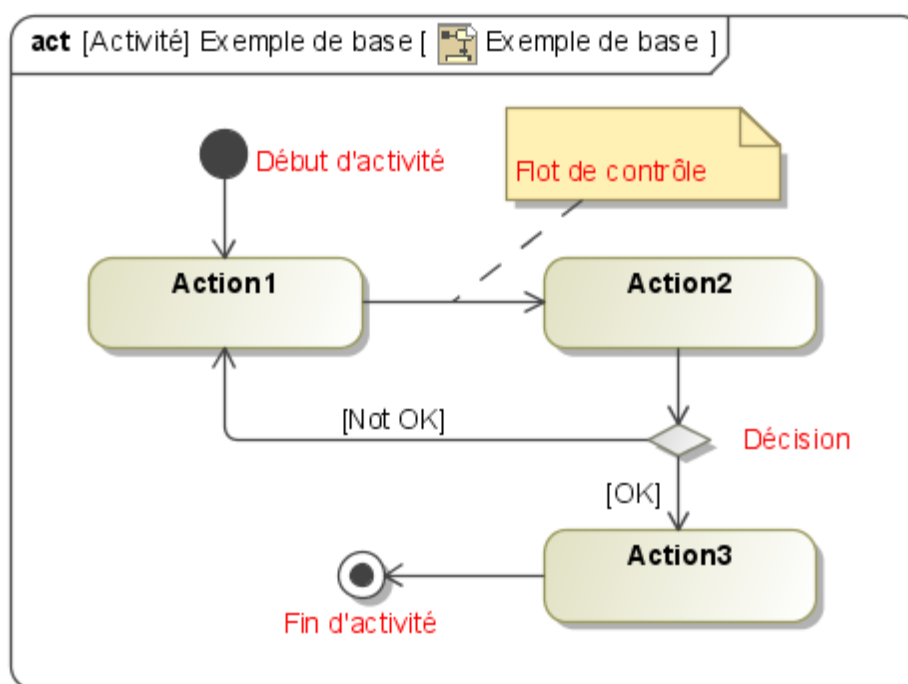 act [Activité] Exemple de base [ Exemple de base ]
Début d'activité
Flot de contrôle
Action1
Action2
[Not OK]
Décision
[OK]
Action3
Fin d'activité